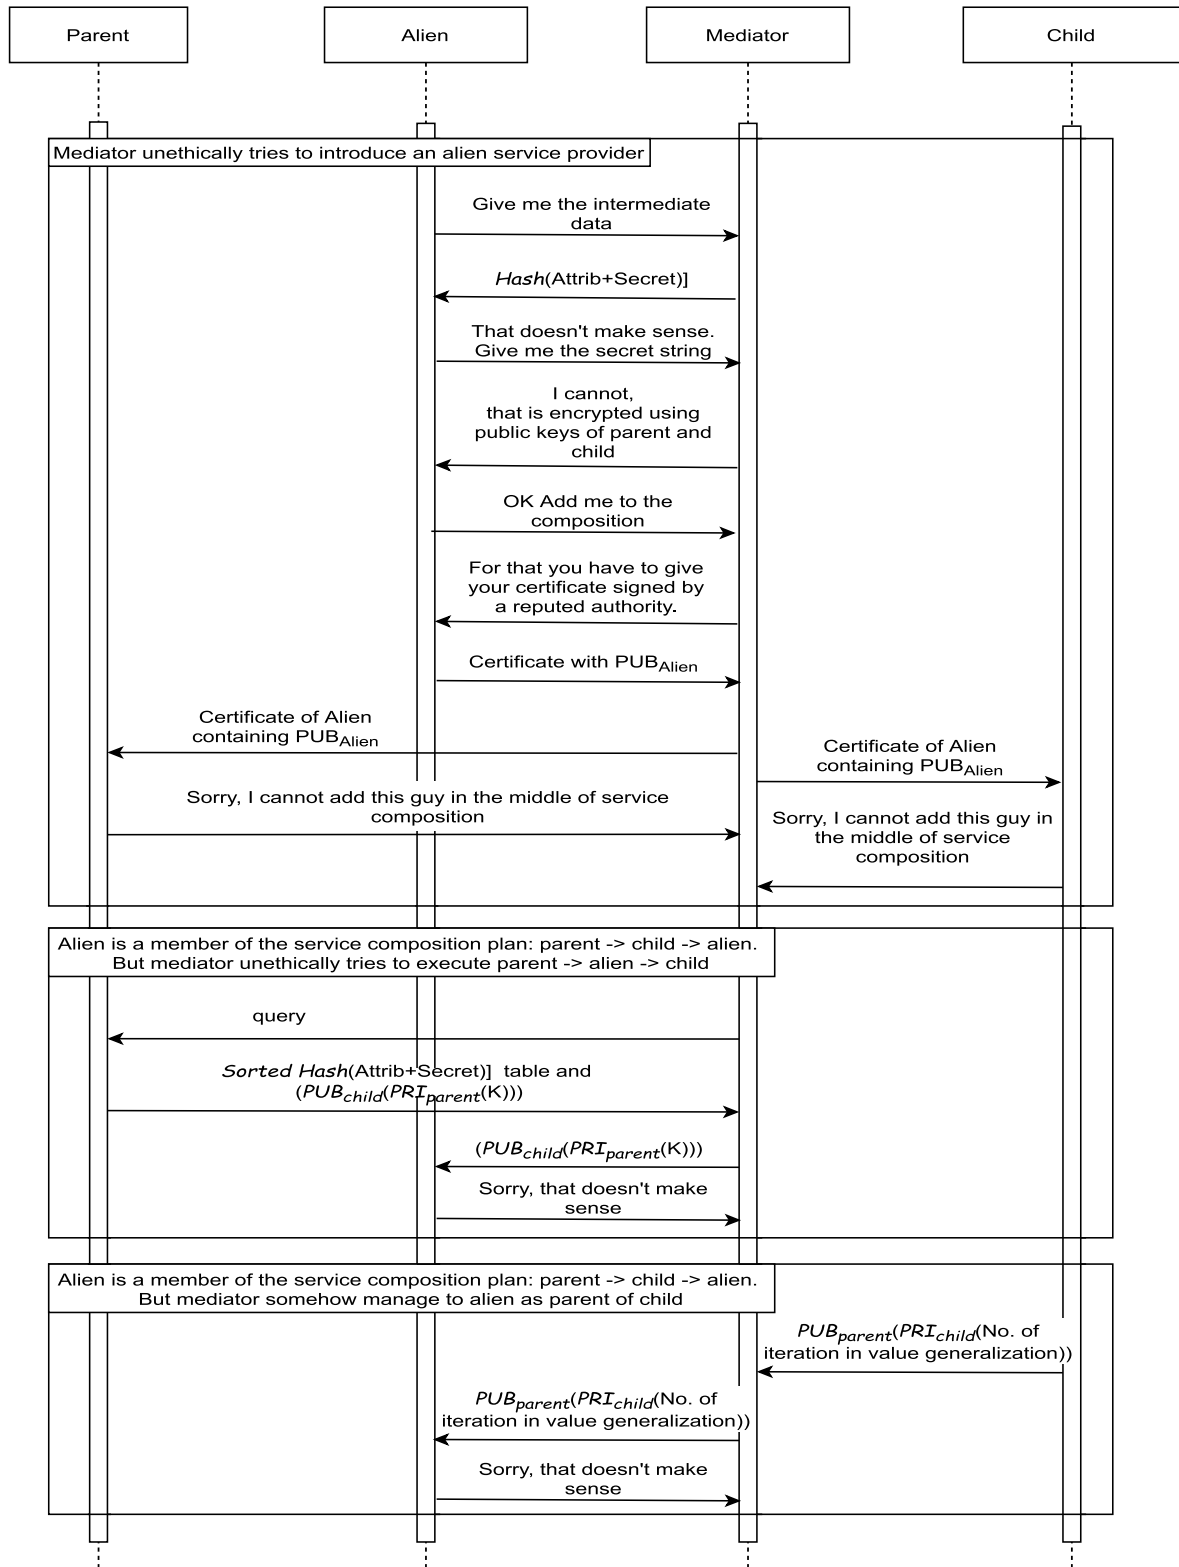 Parent
Alien
Mediator
Child
Mediator unethically tries to introduce an alien service provider
Give me the intermediate
data
Hash(Attrib+Secret)]
That doesn't make sense.
Give me the secret string
I cannot,
that is encrypted using
public keys of parent and
child
OK Add me to the
composition
For that you have to give
your certificate signed by
a reputed authority.
Certificate with PUBAlien
Certificate of Alien
containing PUBAlien
Certificate of Alien
containing PUBAlien
Sorry, I cannot add this guy in the middle of service
composition
Sorry, I cannot add this guy in
the middle of service
composition
Alien is a member of the service composition plan: parent -> child -> alien.
But mediator unethically tries to execute parent -> alien -> child
query
Sorted Hash(Attrib+Secret)] table and
(PUBchild(PRIparent(K)))
(PUBchild(PRIparent(K)))
Sorry, that doesn't make
sense
Alien is a member of the service composition plan: parent -> child -> alien.
But mediator somehow manage to alien as parent of child
PUBparent(PRIchild(No. of
iteration in value generalization))
PUBparent(PRIchild(No. of
iteration in value generalization))
Sorry, that doesn't make
sense